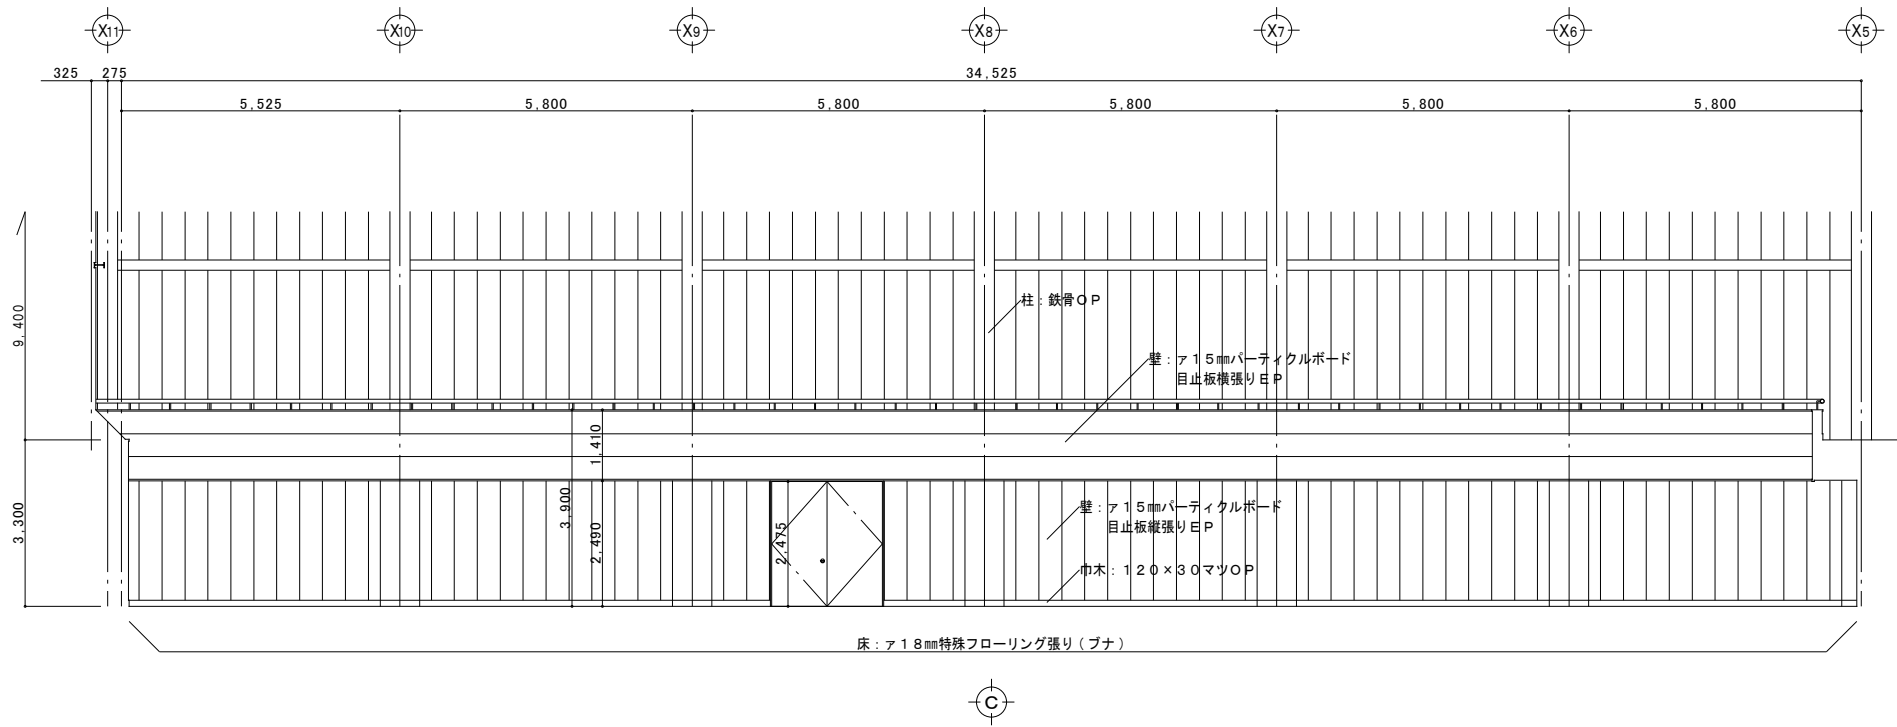 X11 X10 X9 X8 X7 X6 X5
325 275 34,525
5,525 5,800 5,800 5,800 5,800 5,800
9,400
柱：鉄骨ＯＰ
壁：ァ１５㎜パーティクルボード
目止板横張りＥＰ
1,410
3,300
3,900
2,490
2,475
壁：ァ１５㎜パーティクルボード
目止板縦張りＥＰ
巾木：１２０×３０マツＯＰ
床：ァ１８㎜特殊フローリング張り（ブナ）
C